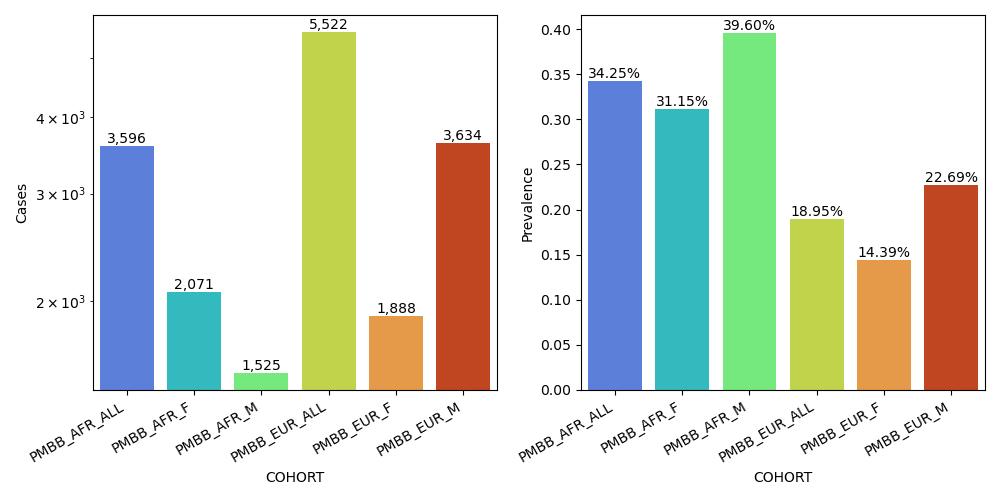 5,522
3,596
2,071
1,525
1,888
3,634
4 × 10³
3 × 10³
2 × 10³
Cases
PMBB_AFR_ALL
PMBB_AFR_F
PMBB_AFR_M
PMBB_EUR_ALL
PMBB_EUR_F
PMBB_EUR_M
COHORT
34.25%
31.15%
39.60%
18.95%
14.39%
22.69%
0.40
0.35
0.30
0.25
0.20
0.15
0.10
0.05
0.00
Prevalence
PMBB_AFR_ALL
PMBB_AFR_F
PMBB_AFR_M
PMBB_EUR_ALL
PMBB_EUR_F
PMBB_EUR_M
COHORT